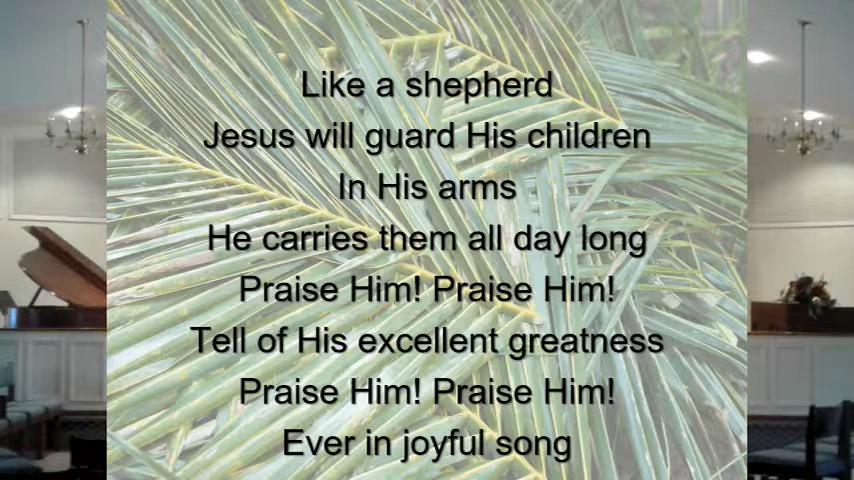 Like a shepherd
Jesus will guard His children
In His arms
He carries them all day long
Praise Him! Praise Him!
Tell of His excellent greatness
Praise Him! Praise Him!
Ever in joyful song